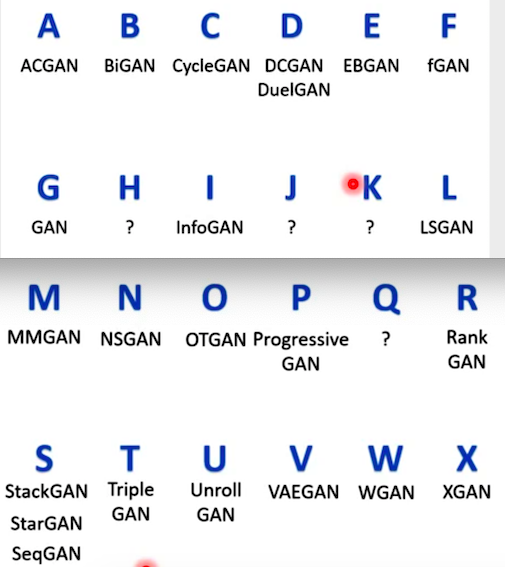 A B C D E F
ACGAN BiGAN CycleGAN DCGAN EBGAN fGAN
DuelGAN
G H I J K L
GAN ? InfoGAN ? ? LSGAN
M N O P Q R
MMGAN NSGAN OTGAN Progressive ? Rank
GAN GAN
S T U V W X
StackGAN Triple Unroll VAEGAN WGAN XGAN
StarGAN GAN GAN
SeqGAN